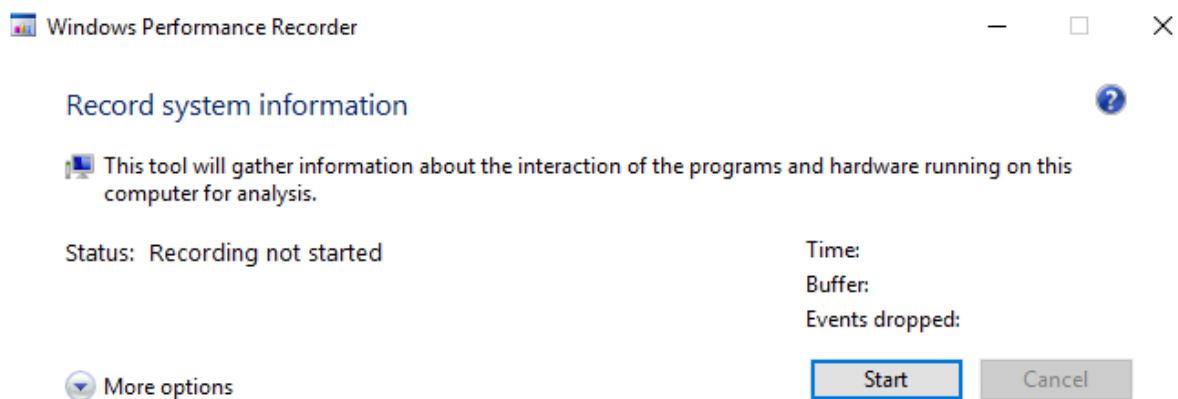 Windows Performance Recorder
Record system information
This tool will gather information about the interaction of the programs and hardware running on this
computer for analysis.
Status: Recording not started
Time:
Buffer:
Events dropped:
More options
Start
Cancel